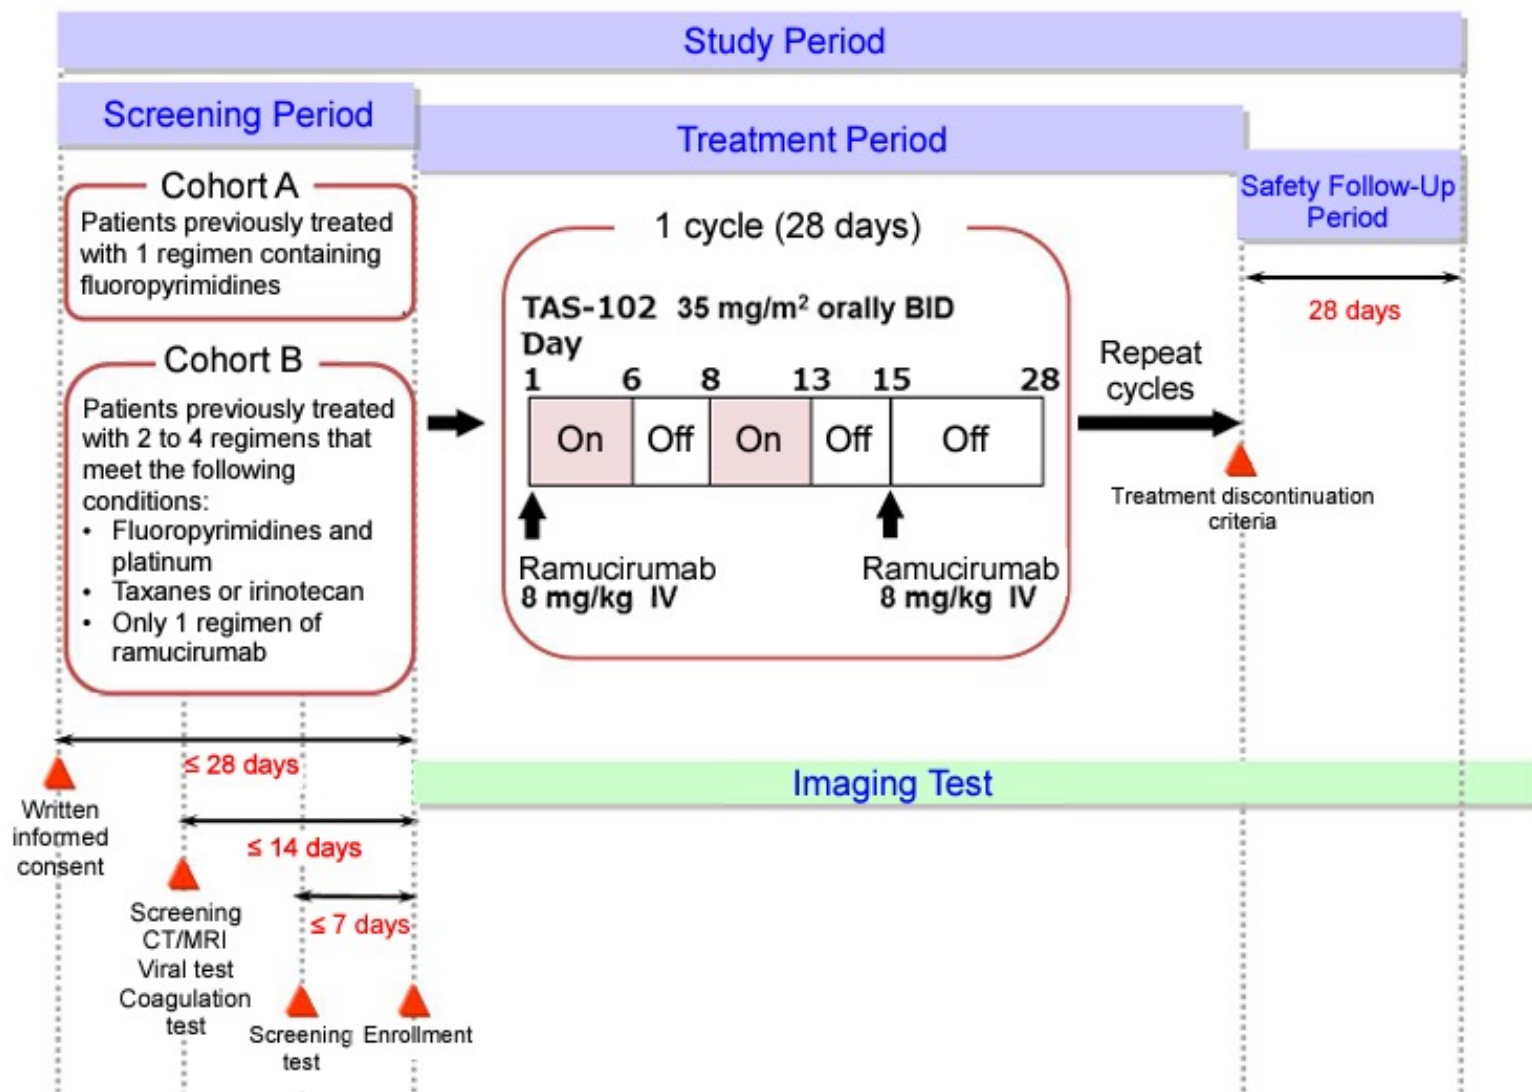 Study Period
Screening Period
Treatment Period
Safety Follow-Up
Period
Cohort A
Patients previously treated
with 1 regimen containing
fluoropyrimidines
Cohort B
Patients previously treated
with 2 to 4 regimens that
meet the following
conditions:
• Fluoropyrimidines and
platinum
• Taxanes or irinotecan
• Only 1 regimen of
ramucirumab
1 cycle (28 days)
TAS-102 35 mg/m² orally BID
Day
1 6 8 13 15 28
On Off On Off Off
Ramucirumab
8 mg/kg IV
Ramucirumab
8 mg/kg IV
Repeat
cycles
Treatment discontinuation
criteria
28 days
≤ 28 days
Written
informed
consent
≤ 14 days
Screening
CT/MRI
Viral test
Coagulation
test
≤ 7 days
Screening
test
Enrollment
Imaging Test